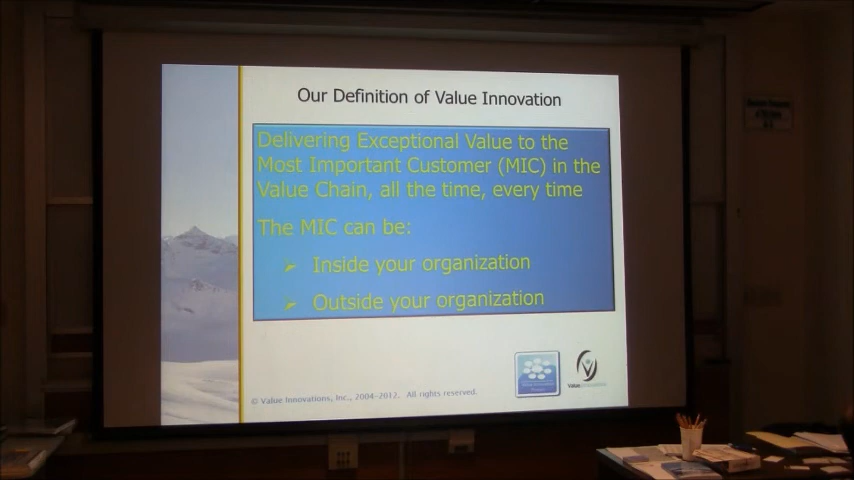 Our Definition of Value Innovation
Delivering Exceptional Value to the
Most Important Customer (MIC) in the
Value Chain, all the time, every time
The MIC can be:
➢ Inside your organization
➢ Outside your organization
© Value Innovations, Inc., 2004-2012. All rights reserved.
Value Innovations